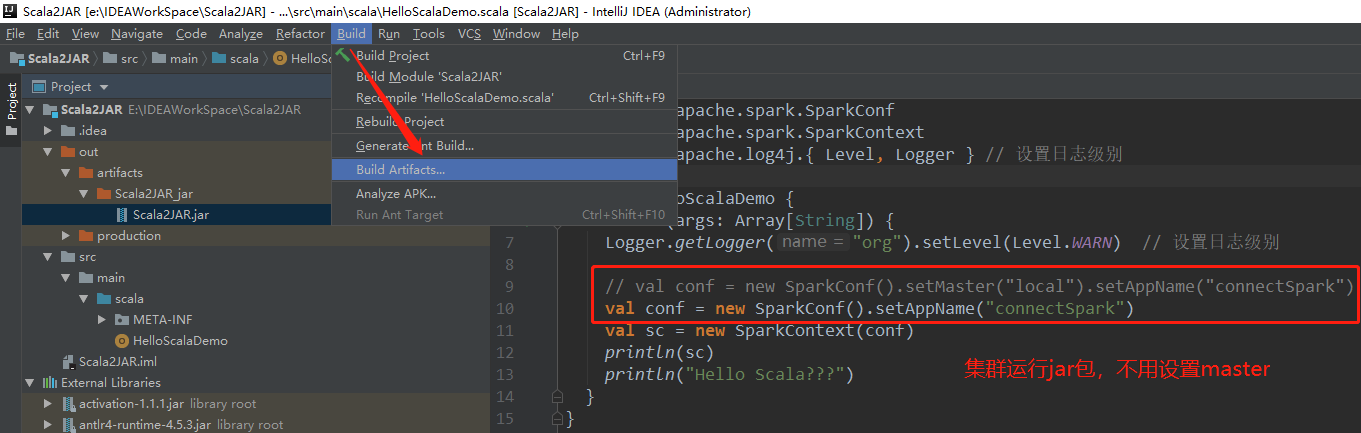 Scala2JAR [e:\IDEAWorkSpace\Scala2JAR] - ...\src\main\scala\HelloScalaDemo.scala [Scala2JAR] - IntelliJ IDEA (Administrator)
File Edit View Navigate Code Analyze Refactor Build Run Tools VCS Window Help
Scala2JAR src main scala HelloSc
Project
Project
Scala2JAR E:\IDEAWorkSpace\Scala2JAR
.idea
out
artifacts
Scala2JAR_jar
Scala2JAR.jar
production
src
main
scala
META-INF
HelloScalaDemo
Scala2JAR.iml
External Libraries
activation-1.1.1.jar library root
antlr4-runtime-4.5.3.jar library root
Build Project Ctrl+F9
Build Module 'Scala2JAR'
Recompile 'HelloScalaDemo.scala' Ctrl+Shift+F9
Rebuild Project
Generate Ant Build...
Build Artifacts...
Analyze APK...
Run Ant Target Ctrl+Shift+F10
apache.spark.SparkConf
apache.spark.SparkContext
apache.log4j.{ Level, Logger } // 设置日志级别
oScalaDemo {
args: Array[String]) {
7 Logger.getLogger( name = "org").setLevel(Level.WARN) // 设置日志级别
8
9 // val conf = new SparkConf().setMaster("local").setAppName("connectSpark")
10 val conf = new SparkConf().setAppName("connectSpark")
11 val sc = new SparkContext(conf)
12 println(sc)
13 println("Hello Scala???")
14 }
15 }
集群运行jar包，不用设置master